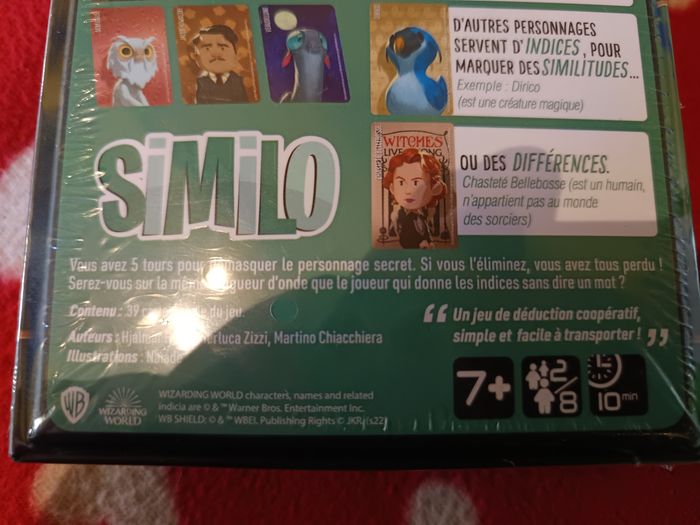 D'AUTRES PERSONNAGES
SERVENT D'INDICES, POUR
MARQUER DES SIMILITUDES...
Exemple : Dirico
(est une créature magique)
WITCHES
OU DES DIFFÉRENCES.
Chasteté Bellebosse (est un humain,
n'appartient pas au monde
des sorciers)
SiMiLO
Vous avez 5 tours pour démasquer le personnage secret. Si vous l'éliminez, vous avez tous perdu !
Serez-vous sur la même longueur d'onde que le joueur qui donne les indices sans dire un mot ?
Contenu : 39 du jeu.
Auteurs : Zizzi, Martino Chiacchiera
Illustrations : Naïade
“ Un jeu de déduction coopératif,
simple et facile à transporter ! ”
7+
2/8
10 min
WB
WIZARDING
WORLD
WIZARDING WORLD characters, names and related
indicia are © & ™ Warner Bros. Entertainment Inc.
WB SHIELD: © & ™ WBEI. Publishing Rights © JKR. (s22)